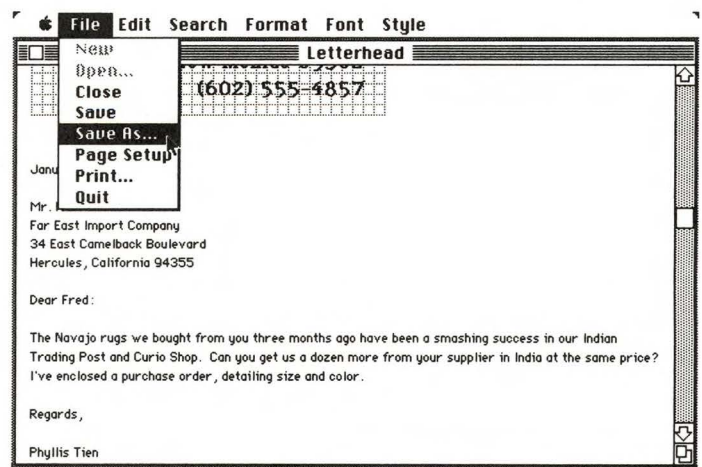 File Edit Search Format Font Style
Letterhead
New
Open...
Close
Save
Save As...
Page Setup
Print...
Quit
(602) 555-4857
Janu
Mr.
Far East Import Company
34 East Camelback Boulevard
Hercules, California 94355
Dear Fred:
The Navajo rugs we bought from you three months ago have been a smashing success in our Indian
Trading Post and Curio Shop. Can you get us a dozen more from your supplier in India at the same price?
I've enclosed a purchase order, detailing size and color.
Regards,
Phyllis Tien